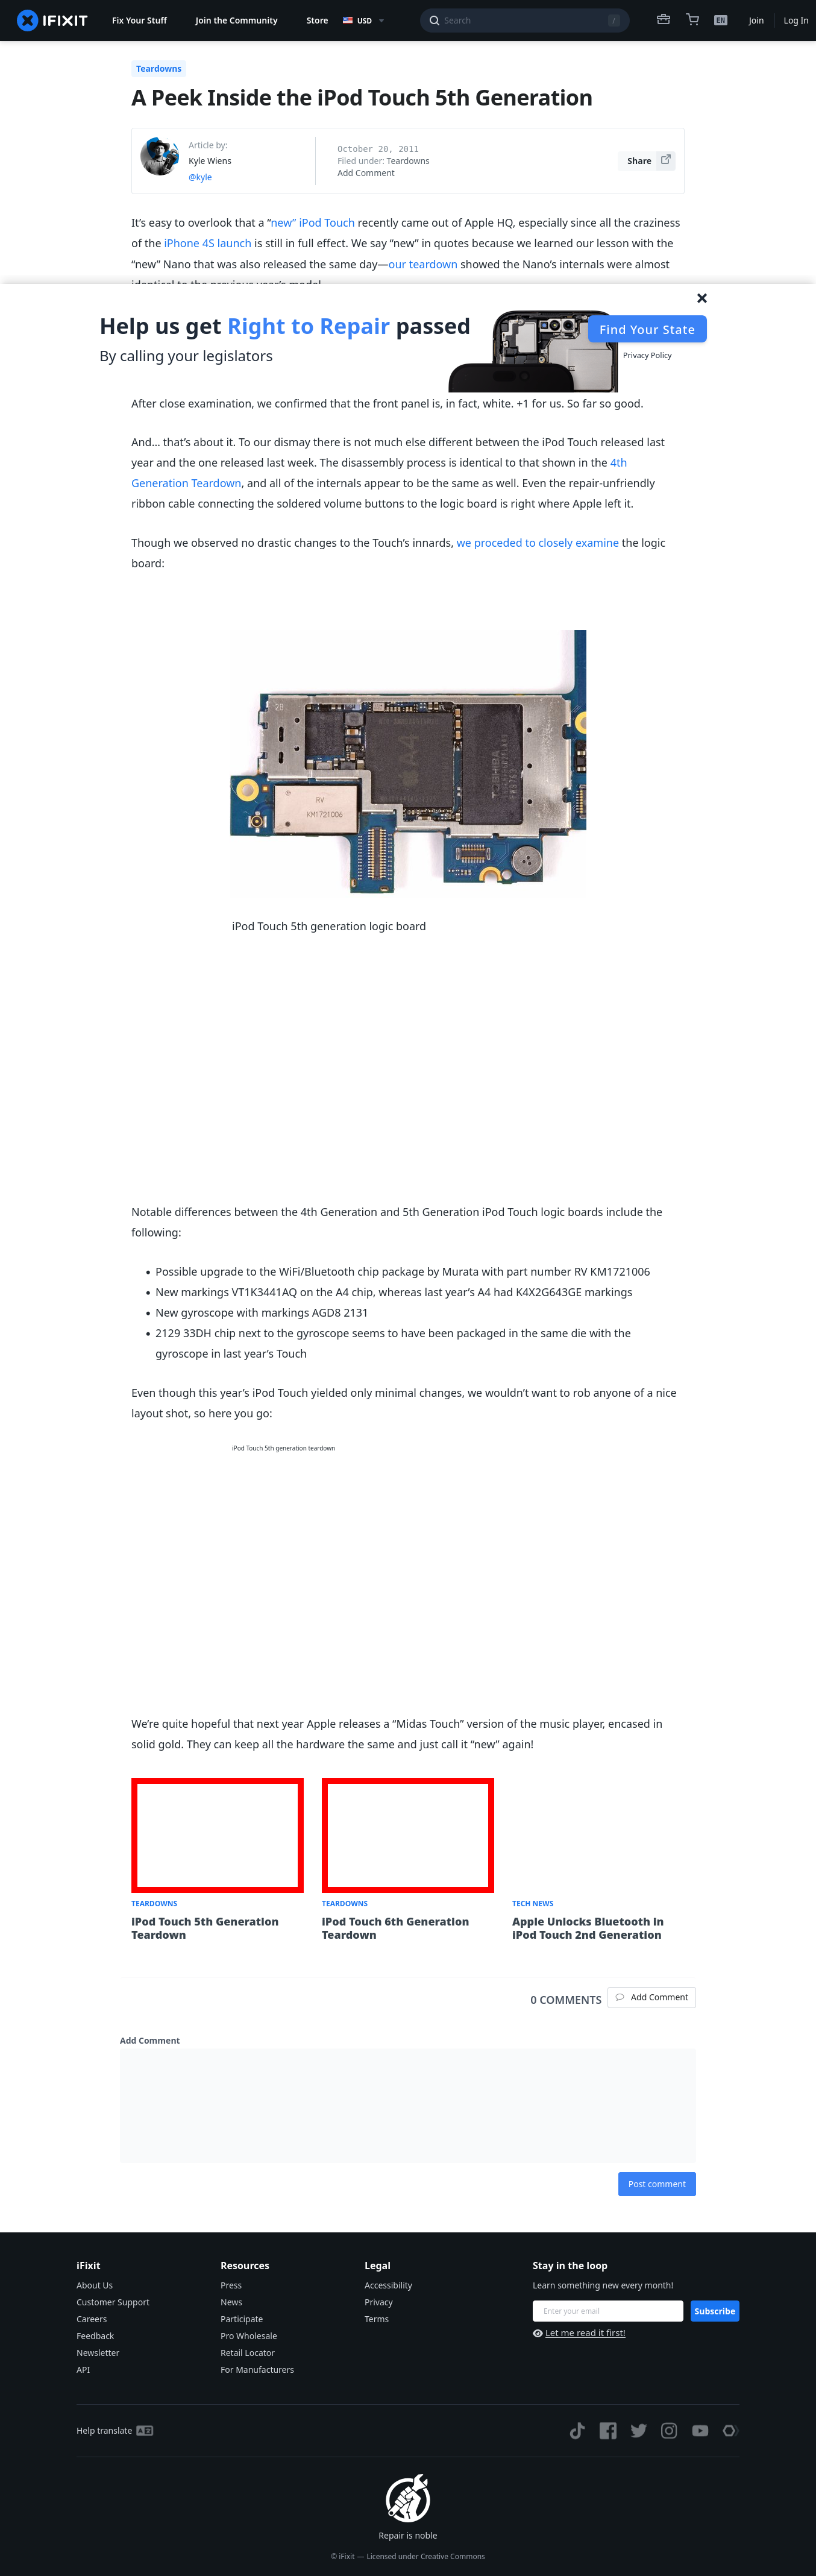 IFIXIT
Fix Your Stuff
Join the Community
Store
USD
Search
/
EN
Join
Log In
Teardowns
A Peek Inside the iPod Touch 5th Generation
Article by:
Kyle Wiens
@kyle
October 20, 2011
Filed under: Teardowns
Add Comment
Share
It’s easy to overlook that a “new” iPod Touch recently came out of Apple HQ, especially since all the craziness
of the iPhone 4S launch is still in full effect. We say “new” in quotes because we learned our lesson with the
“new” Nano that was also released the same day—our teardown showed the Nano’s internals were almost
Help us get Right to Repair passed
By calling your legislators
Find Your State
Privacy Policy
After close examination, we confirmed that the front panel is, in fact, white. +1 for us. So far so good.
And… that’s about it. To our dismay there is not much else different between the iPod Touch released last
year and the one released last week. The disassembly process is identical to that shown in the 4th
Generation Teardown, and all of the internals appear to be the same as well. Even the repair-unfriendly
ribbon cable connecting the soldered volume buttons to the logic board is right where Apple left it.
Though we observed no drastic changes to the Touch’s innards, we proceded to closely examine the logic
board:
28
A4
TOSHIBA
RV
KM1721006
iPod Touch 5th generation logic board
Notable differences between the 4th Generation and 5th Generation iPod Touch logic boards include the
following:
• Possible upgrade to the WiFi/Bluetooth chip package by Murata with part number RV KM1721006
• New markings VT1K3441AQ on the A4 chip, whereas last year’s A4 had K4X2G643GE markings
• New gyroscope with markings AGD8 2131
• 2129 33DH chip next to the gyroscope seems to have been packaged in the same die with the
gyroscope in last year’s Touch
Even though this year’s iPod Touch yielded only minimal changes, we wouldn’t want to rob anyone of a nice
layout shot, so here you go:
iPod Touch 5th generation teardown
We’re quite hopeful that next year Apple releases a “Midas Touch” version of the music player, encased in
solid gold. They can keep all the hardware the same and just call it “new” again!
TEARDOWNS
iPod Touch 5th Generation
Teardown
TEARDOWNS
iPod Touch 6th Generation
Teardown
TECH NEWS
Apple Unlocks Bluetooth in
iPod Touch 2nd Generation
0 COMMENTS
Add Comment
Add Comment
Post comment
iFixit
About Us
Customer Support
Careers
Feedback
Newsletter
API
Resources
Press
News
Participate
Pro Wholesale
Retail Locator
For Manufacturers
Legal
Accessibility
Privacy
Terms
Stay in the loop
Learn something new every month!
Enter your email
Subscribe
Let me read it first!
Help translate
Repair is noble
© iFixit — Licensed under Creative Commons